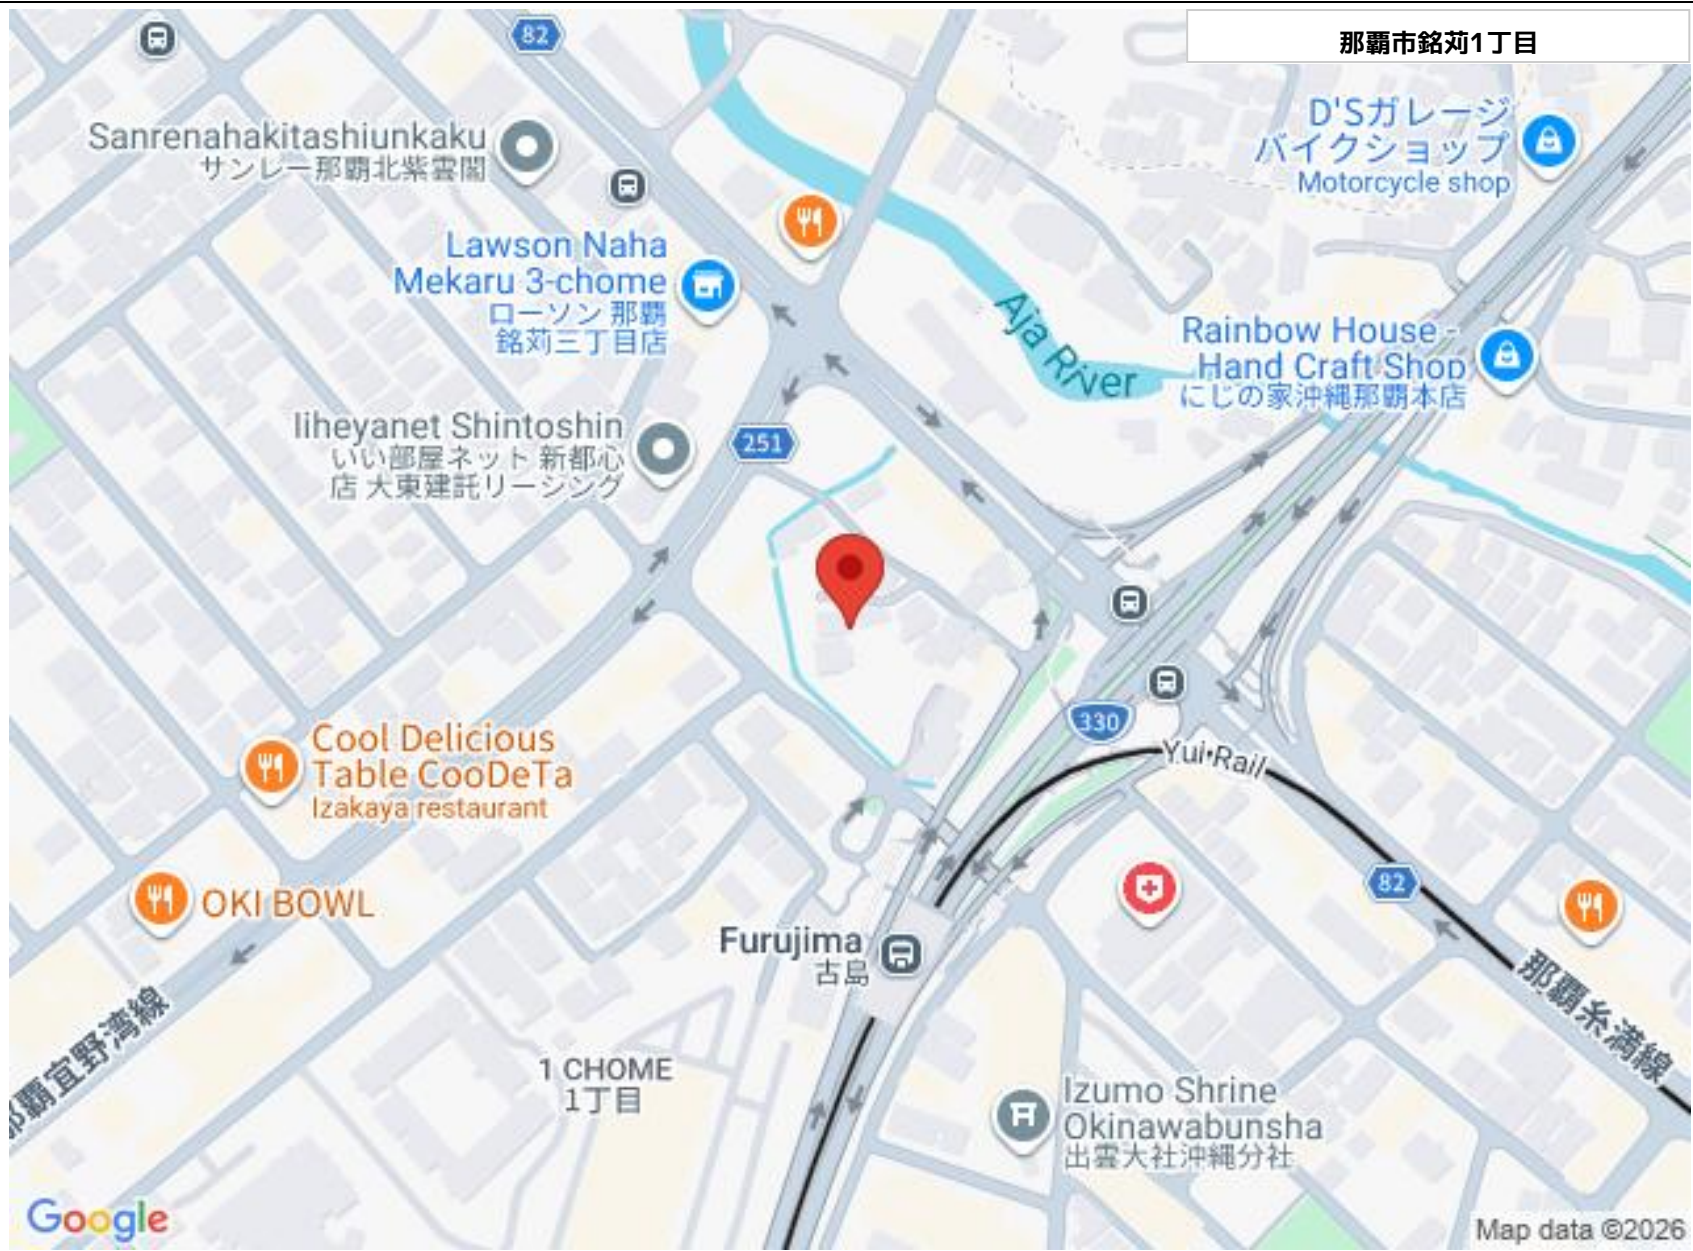 那覇市銘苅1丁目
82
Sanrenahakitashiunkaku
サンレー那覇北紫雲閣
D'Sガレージ
バイクショップ
Motorcycle shop
Lawson Naha
Mekaru 3-chome
ローソン 那覇
銘苅三丁目店
Aja River
Rainbow House -
Hand Craft Shop
にじの家沖縄那覇本店
Iiheyanet Shintoshin
いい部屋ネット 新都心
店 大東建託リーシング
251
330
Yui Rail
Cool Delicious
Table CooDeTa
Izakaya restaurant
OKI BOWL
82
Furujima
古島
那覇糸満線
那覇宜野湾線
1 CHOME
1丁目
Izumo Shrine
Okinawabunsha
出雲大社沖縄分社
Google
Map data ©2026